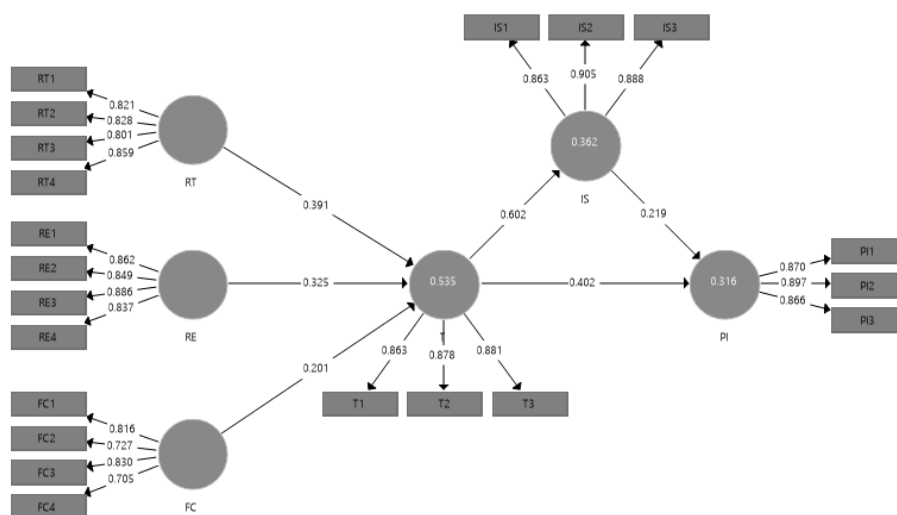 IS1 IS2 IS3
0.863 0.905 0.888
0.362
IS
RT1
RT2
RT3
RT4
0.821
0.828
0.801
0.859
RT
0.391
0.602
0.219
RE1
RE2
RE3
RE4
0.862
0.849
0.886
0.837
RE
0.325
0.535
T
0.402
0.316
PI
0.870
0.897
0.866
PI1
PI2
PI3
0.201
0.863 0.878 0.881
T1 T2 T3
FC1
FC2
FC3
FC4
0.816
0.727
0.830
0.705
FC